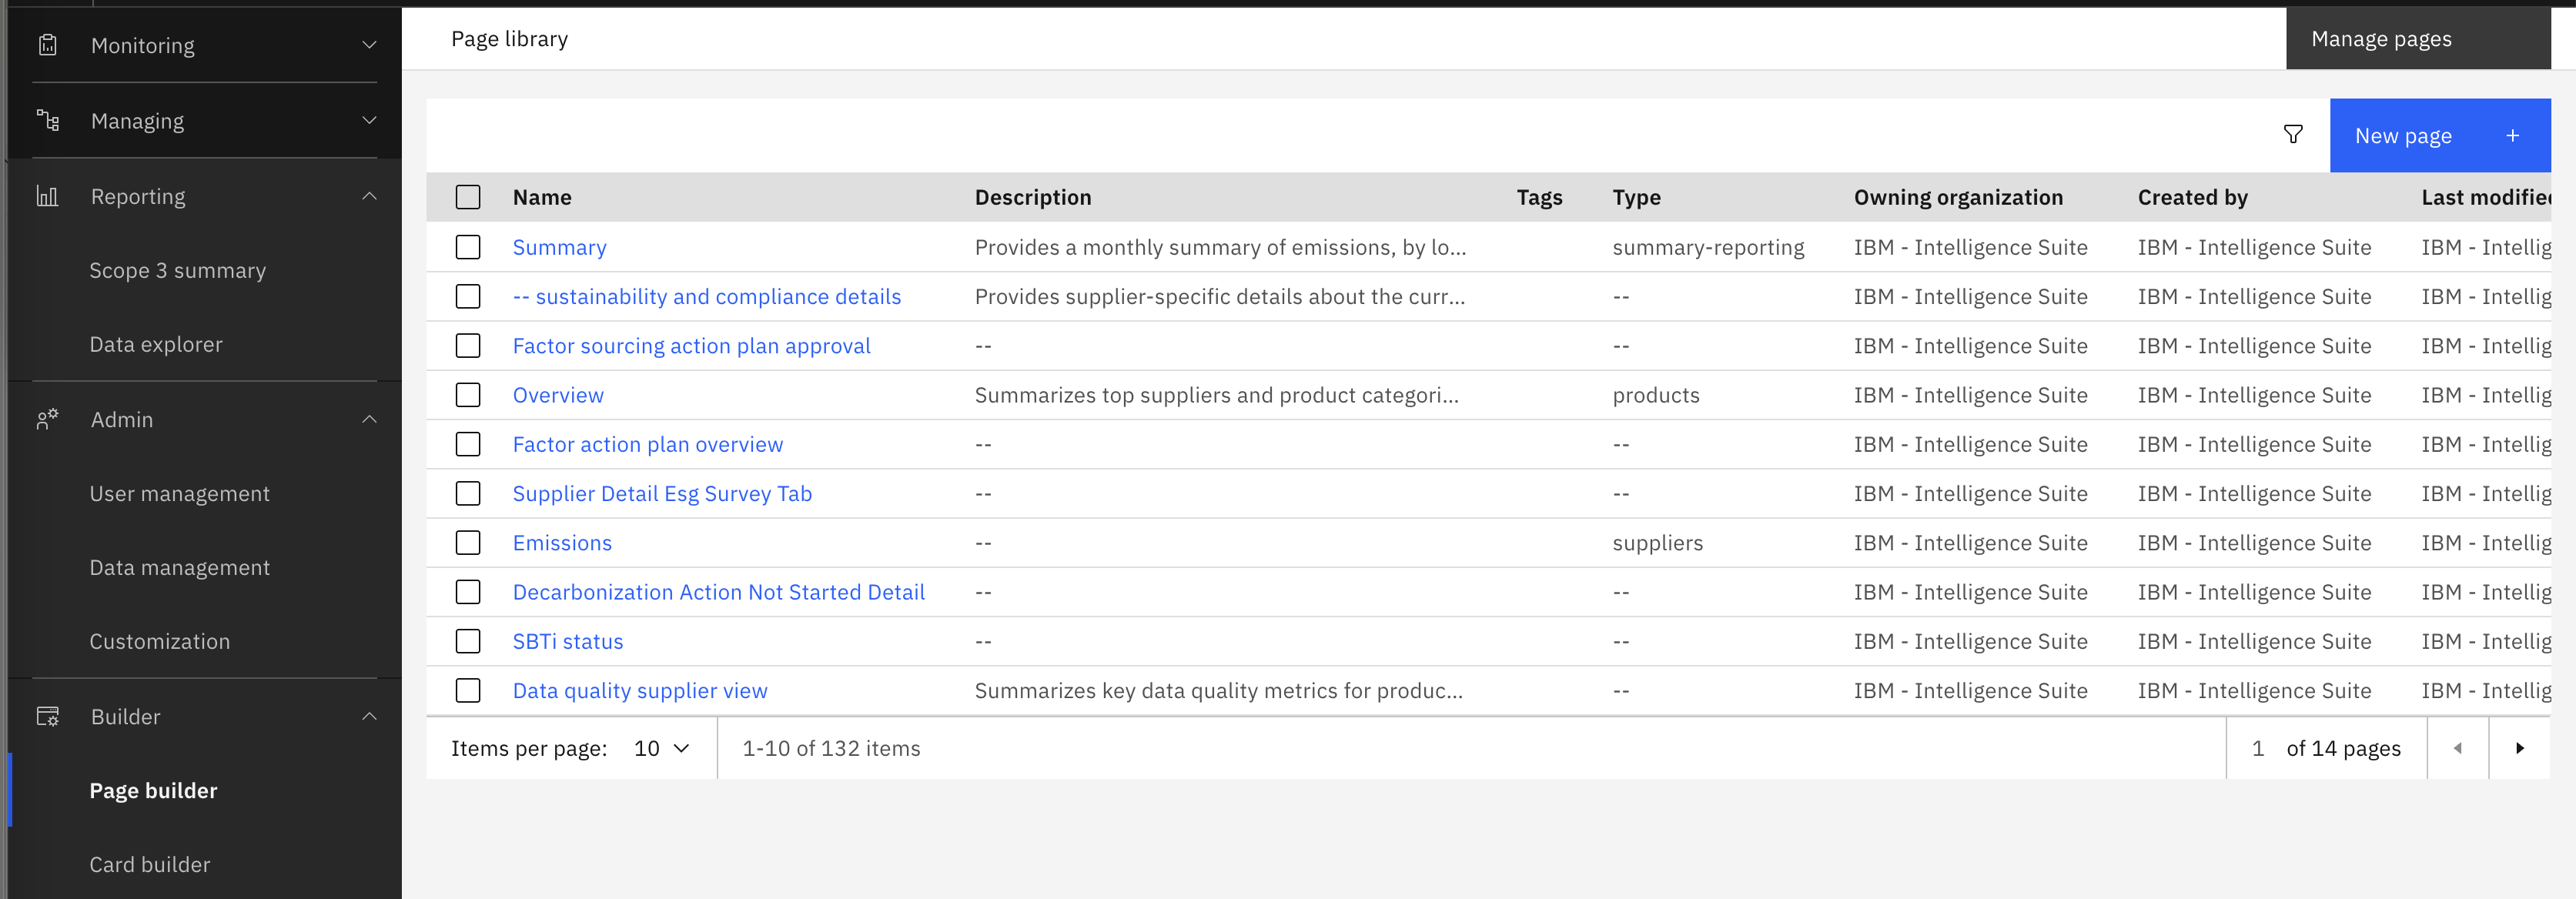 Monitoring
Managing
Reporting
Scope 3 summary
Data explorer
Admin
User management
Data management
Customization
Builder
Page builder
Card builder
Page library
Manage pages
New page +
Name Description Tags Type Owning organization Created by Last modified
Summary Provides a monthly summary of emissions, by lo... summary-reporting IBM - Intelligence Suite IBM - Intelligence Suite IBM - Intellig
-- sustainability and compliance details Provides supplier-specific details about the curr... -- IBM - Intelligence Suite IBM - Intelligence Suite IBM - Intellig
Factor sourcing action plan approval -- -- IBM - Intelligence Suite IBM - Intelligence Suite IBM - Intellig
Overview Summarizes top suppliers and product categori... products IBM - Intelligence Suite IBM - Intelligence Suite IBM - Intellig
Factor action plan overview -- -- IBM - Intelligence Suite IBM - Intelligence Suite IBM - Intellig
Supplier Detail Esg Survey Tab -- -- IBM - Intelligence Suite IBM - Intelligence Suite IBM - Intellig
Emissions -- suppliers IBM - Intelligence Suite IBM - Intelligence Suite IBM - Intellig
Decarbonization Action Not Started Detail -- -- IBM - Intelligence Suite IBM - Intelligence Suite IBM - Intellig
SBTi status -- -- IBM - Intelligence Suite IBM - Intelligence Suite IBM - Intellig
Data quality supplier view Summarizes key data quality metrics for produc... -- IBM - Intelligence Suite IBM - Intelligence Suite IBM - Intellig
Items per page: 10 1-10 of 132 items 1 of 14 pages